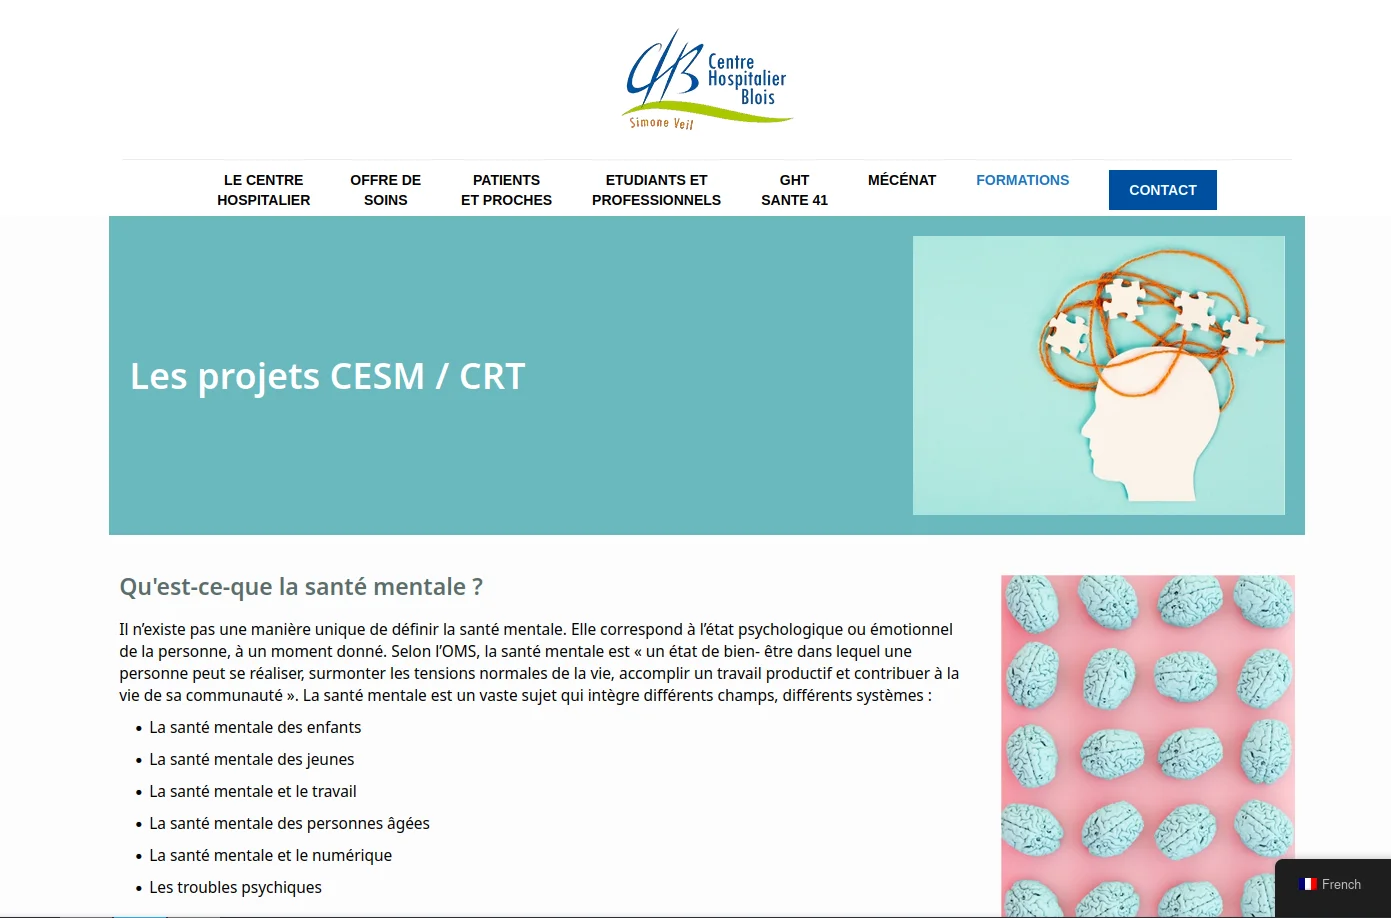 CHB Centre
Hospitalier
Blois
Simone Veil
LE CENTRE
HOSPITALIER
OFFRE DE
SOINS
PATIENTS
ET PROCHES
ETUDIANTS ET
PROFESSIONNELS
GHT
SANTE 41
MÉCÉNAT
FORMATIONS
CONTACT
Les projets CESM / CRT
Qu'est-ce-que la santé mentale ?
Il n’existe pas une manière unique de définir la santé mentale. Elle correspond à l’état psychologique ou émotionnel
de la personne, à un moment donné. Selon l’OMS, la santé mentale est « un état de bien- être dans lequel une
personne peut se réaliser, surmonter les tensions normales de la vie, accomplir un travail productif et contribuer à la
vie de sa communauté ». La santé mentale est un vaste sujet qui intègre différents champs, différents systèmes :
• La santé mentale des enfants
• La santé mentale des jeunes
• La santé mentale et le travail
• La santé mentale des personnes âgées
• La santé mentale et le numérique
• Les troubles psychiques
French